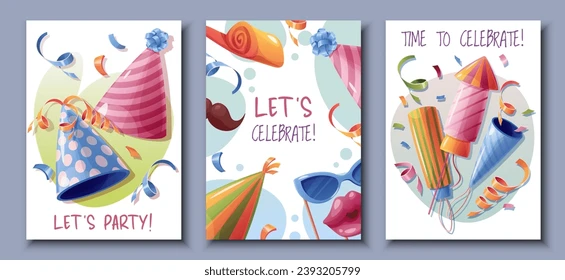 LET'S PARTY!
LET'S
CELEBRATE!
TIME TO CELEBRATE!
shutterstock.com · 2393205799